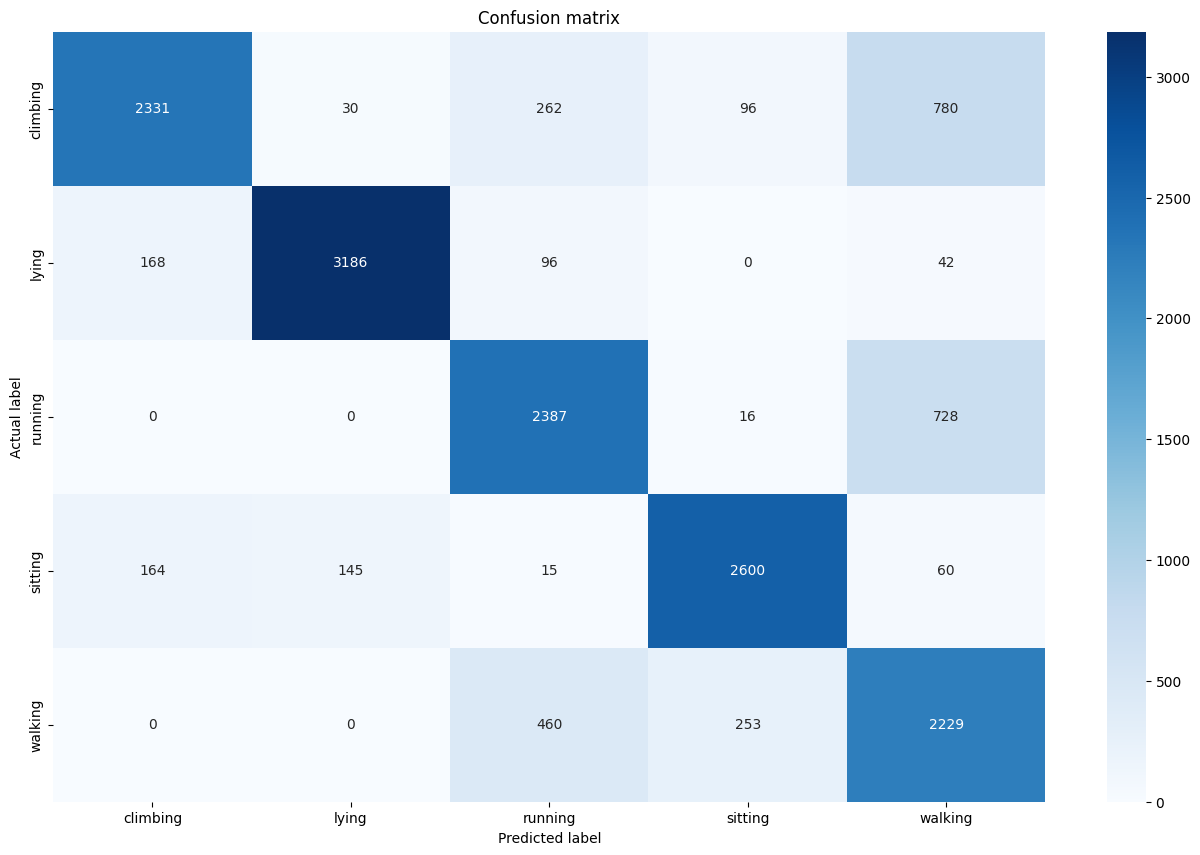 Confusion matrix
climbing 2331 30 262 96 780
lying 168 3186 96 0 42
running 0 0 2387 16 728
sitting 164 145 15 2600 60
walking 0 0 460 253 2229
Actual label
climbing lying running sitting walking
Predicted label
3000
2500
2000
1500
1000
500
0